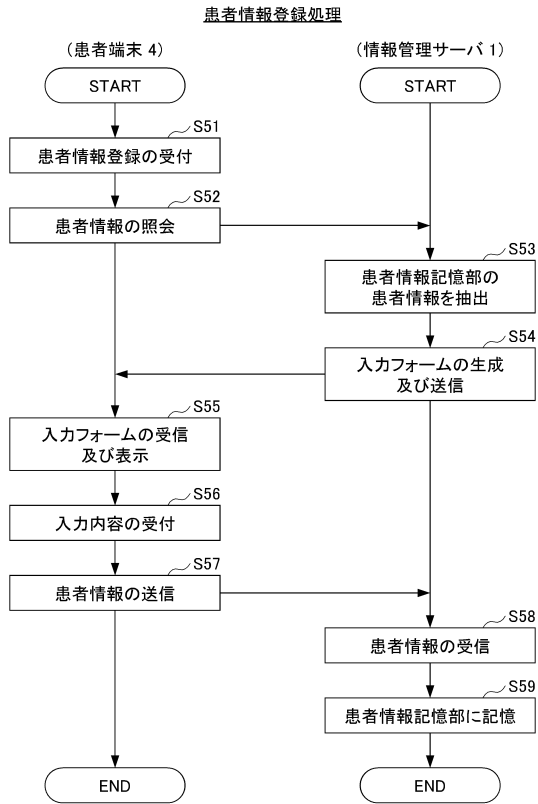 患者情報登録処理
(患者端末 4)
(情報管理サーバ 1)
START
START
S51
患者情報登録の受付
S52
患者情報の照会
S53
患者情報記憶部の
患者情報を抽出
S54
入力フォームの生成
及び送信
S55
入力フォームの受信
及び表示
S56
入力内容の受付
S57
患者情報の送信
S58
患者情報の受信
S59
患者情報記憶部に記憶
END
END